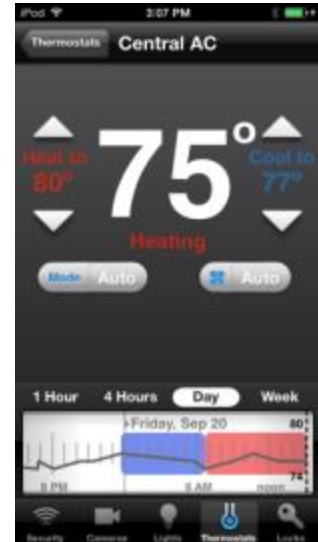 iPod 3:07 PM
Thermostats Central AC
75°
Heat to Cool to
80° 77°
Heating
Mode Auto Auto
1 Hour 4 Hours Day Week
Friday, Sep 20 80
74
8 PM 6 AM noon
Security Cameras Lights Thermostats Locks